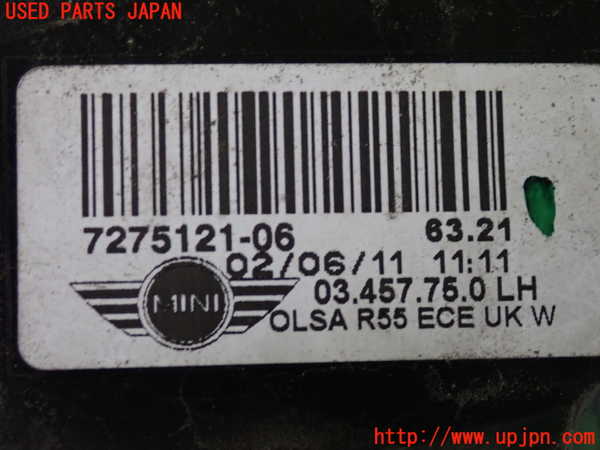 USED PARTS JAPAN
7275121-06 63.21
02/06/11 11:11
MINI 03.457.75.0 LH
OLSA R55 ECE UK W
http://www.upjpn.com